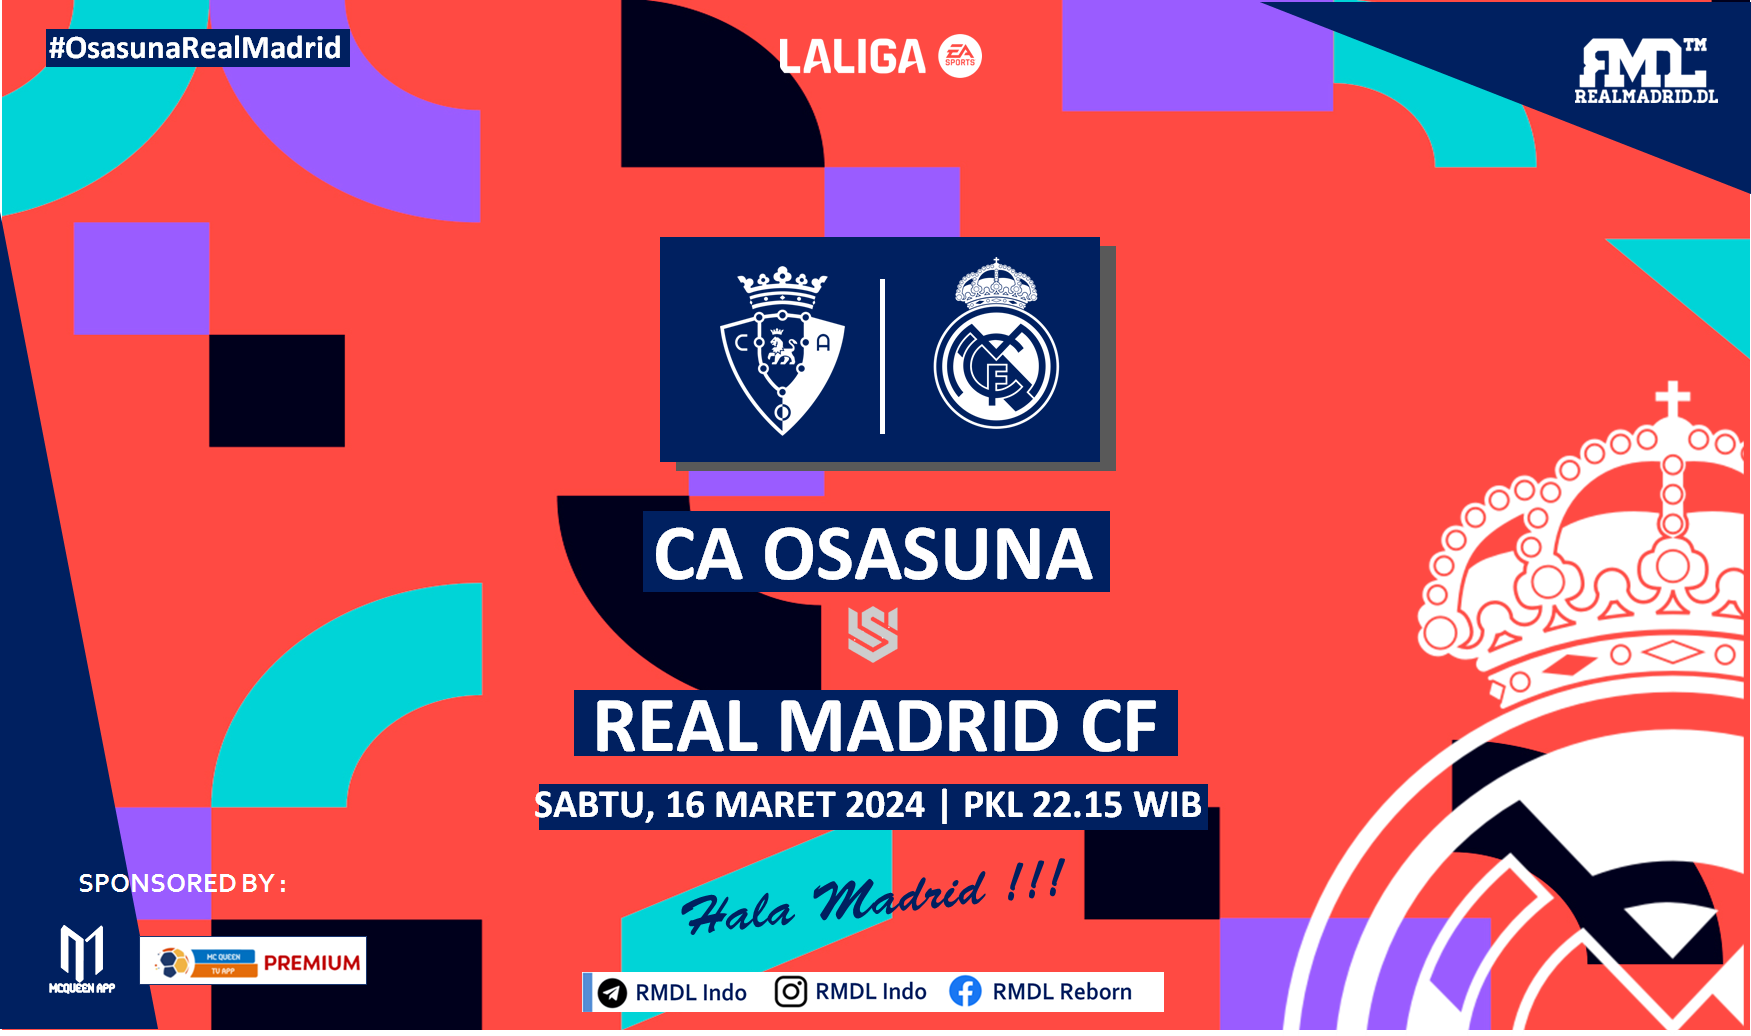 #OsasunaRealMadrid
LALIGA
EA
SPORTS
RMDL™
REALMADRID.DL
C A
O
CA OSASUNA
REAL MADRID CF
SABTU, 16 MARET 2024 | PKL 22.15 WIB
Hala Madrid !!!
SPONSORED BY :
MCQUEEN APP
MC QUEEN
TU APP
PREMIUM
RMDL Indo
RMDL Indo
RMDL Reborn